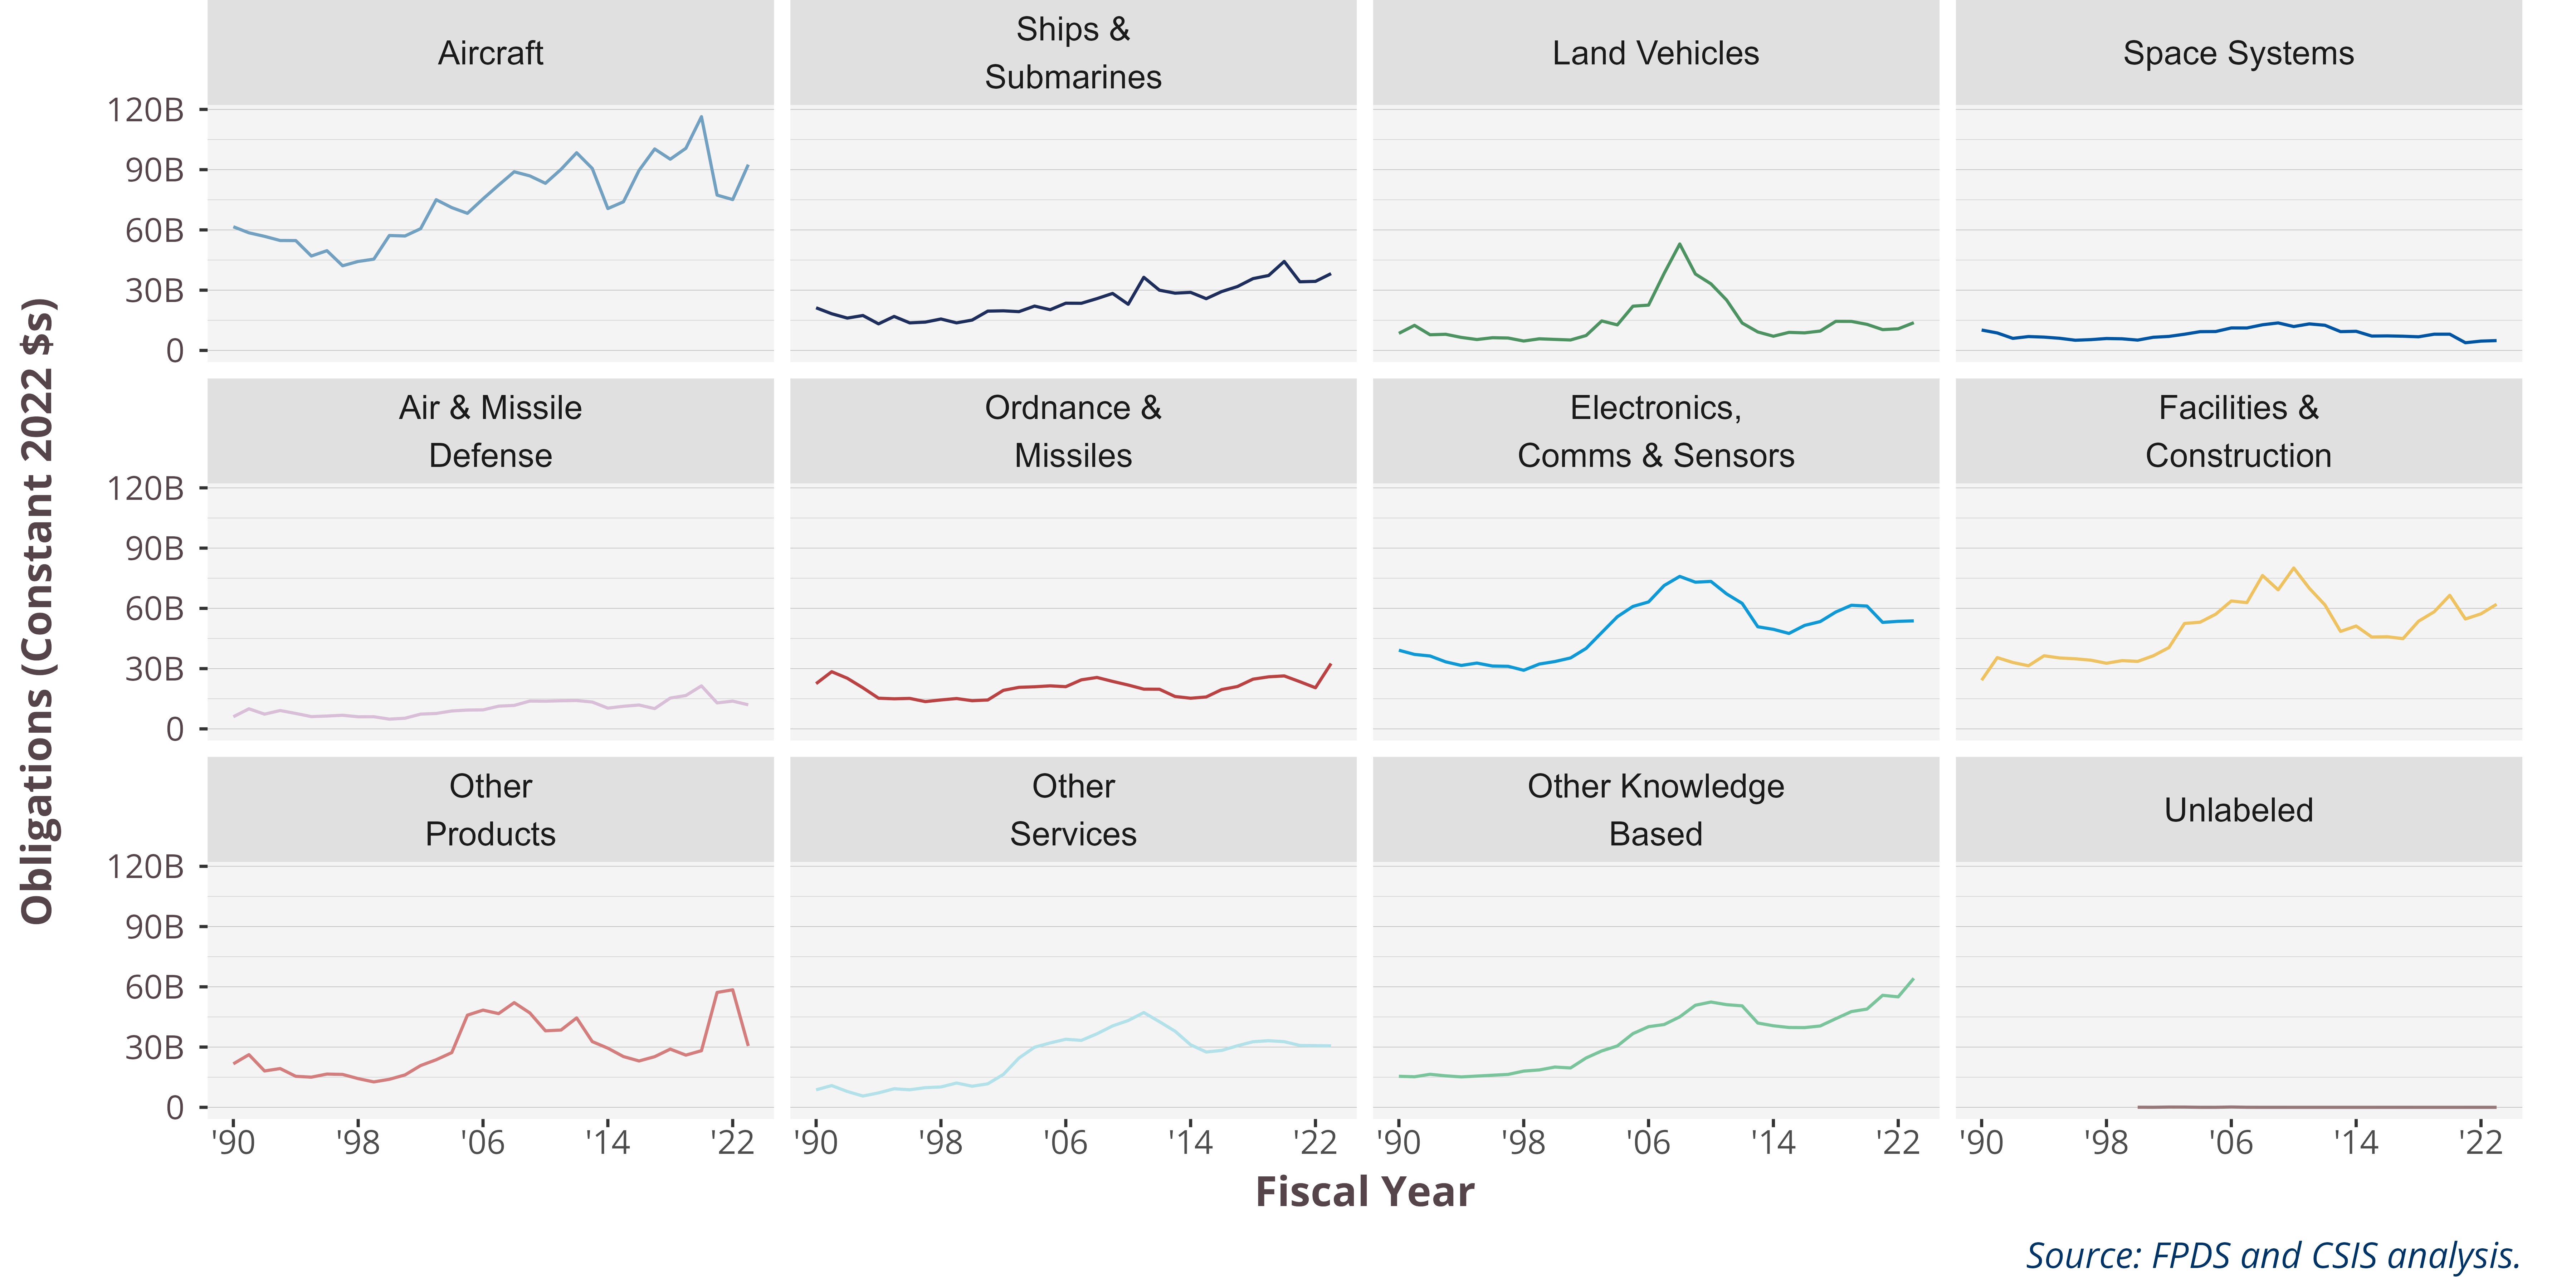 Aircraft
Ships &
Submarines
Land Vehicles
Space Systems
120B
90B
60B
30B
0
Air & Missile
Defense
Ordnance &
Missiles
Electronics,
Comms & Sensors
Facilities &
Construction
120B
90B
60B
30B
0
Other
Products
Other
Services
Other Knowledge
Based
Unlabeled
120B
90B
60B
30B
0
'90 '98 '06 '14 '22
'90 '98 '06 '14 '22
'90 '98 '06 '14 '22
'90 '98 '06 '14 '22
Obligations (Constant 2022 $s)
Fiscal Year
Source: FPDS and CSIS analysis.